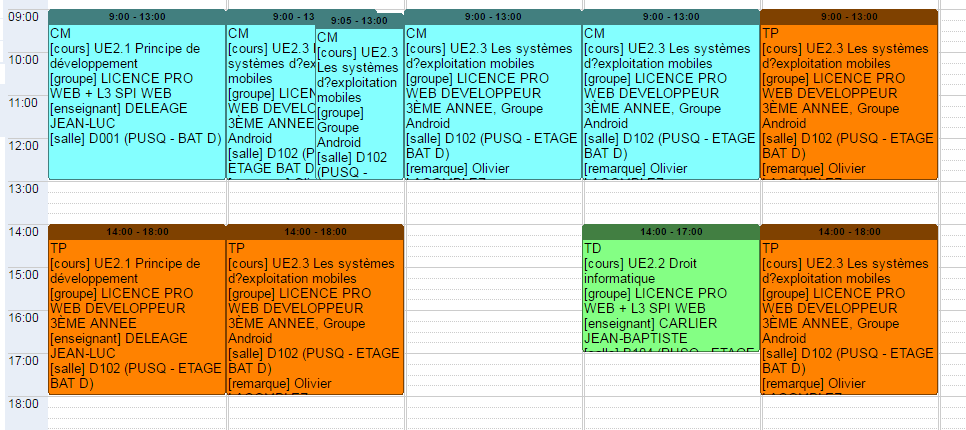 09:00
10:00
11:00
12:00
13:00
14:00
15:00
16:00
17:00
18:00
9:00 - 13:00
CM
[cours] UE2.1 Principe de
développement
[groupe] LICENCE PRO
WEB + L3 SPI WEB
[enseignant] DELEAGE
JEAN-LUC
[salle] D001 (PUSQ - BAT D)
9:00 - 13
CM
[cours] UE2.3
systèmes d?ex
mobiles
[groupe] LICEN
WEB DEVELO
3ÈME ANNEE
Android
[salle] D102 (P
ETAGE BAT D
9:05 - 13:00
CM
[cours] UE2.3
Les systèmes
d?exploitation
mobiles
[groupe]
Groupe
Android
[salle] D102
(PUSQ -
9:00 - 13:00
CM
[cours] UE2.3 Les systèmes
d?exploitation mobiles
[groupe] LICENCE PRO
WEB DEVELOPPEUR
3ÈME ANNEE, Groupe
Android
[salle] D102 (PUSQ - ETAGE
BAT D)
[remarque] Olivier
9:00 - 13:00
CM
[cours] UE2.3 Les systèmes
d?exploitation mobiles
[groupe] LICENCE PRO
WEB DEVELOPPEUR
3ÈME ANNEE, Groupe
Android
[salle] D102 (PUSQ - ETAGE
BAT D)
[remarque] Olivier
9:00 - 13:00
TP
[cours] UE2.3 Les systèmes
d?exploitation mobiles
[groupe] LICENCE PRO
WEB DEVELOPPEUR
3ÈME ANNEE, Groupe
Android
[salle] D102 (PUSQ - ETAGE
BAT D)
[remarque] Olivier
14:00 - 18:00
TP
[cours] UE2.1 Principe de
développement
[groupe] LICENCE PRO
WEB DEVELOPPEUR
3ÈME ANNEE
[enseignant] DELEAGE
JEAN-LUC
[salle] D102 (PUSQ - ETAGE
BAT D)
14:00 - 18:00
TP
[cours] UE2.3 Les systèmes
d?exploitation mobiles
[groupe] LICENCE PRO
WEB DEVELOPPEUR
3ÈME ANNEE, Groupe
Android
[salle] D102 (PUSQ - ETAGE
BAT D)
[remarque] Olivier
14:00 - 17:00
TD
[cours] UE2.2 Droit
informatique
[groupe] LICENCE PRO
WEB + L3 SPI WEB
[enseignant] CARLIER
JEAN-BAPTISTE
14:00 - 18:00
TP
[cours] UE2.3 Les systèmes
d?exploitation mobiles
[groupe] LICENCE PRO
WEB DEVELOPPEUR
3ÈME ANNEE, Groupe
Android
[salle] D102 (PUSQ - ETAGE
BAT D)
[remarque] Olivier